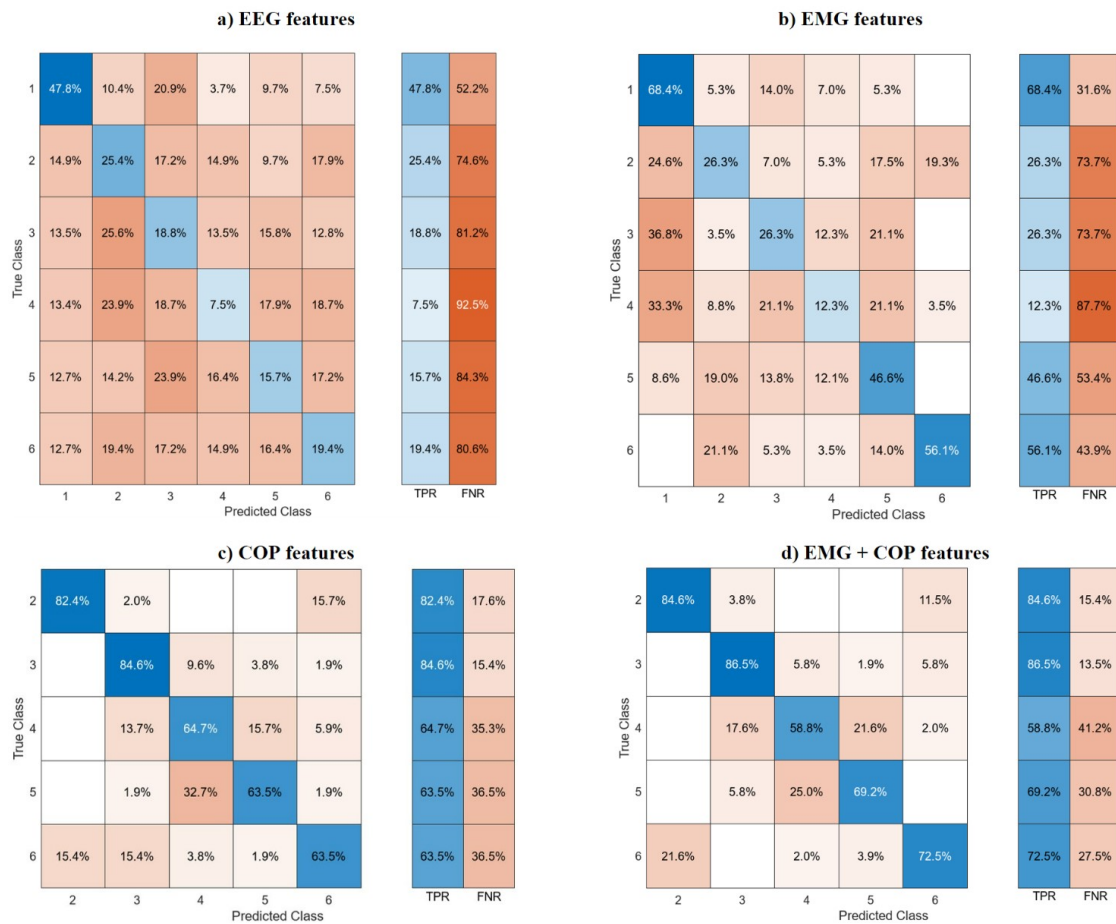 a) EEG features
1 47.8% 10.4% 20.9% 3.7% 9.7% 7.5% 47.8% 52.2%
2 14.9% 25.4% 17.2% 14.9% 9.7% 17.9% 25.4% 74.6%
3 13.5% 25.6% 18.8% 13.5% 15.8% 12.8% 18.8% 81.2%
4 13.4% 23.9% 18.7% 7.5% 17.9% 18.7% 7.5% 92.5%
5 12.7% 14.2% 23.9% 16.4% 15.7% 17.2% 15.7% 84.3%
6 12.7% 19.4% 17.2% 14.9% 16.4% 19.4% 19.4% 80.6%
True Class
1 2 3 4 5 6 TPR FNR
Predicted Class
b) EMG features
1 68.4% 5.3% 14.0% 7.0% 5.3% 68.4% 31.6%
2 24.6% 26.3% 7.0% 5.3% 17.5% 19.3% 26.3% 73.7%
3 36.8% 3.5% 26.3% 12.3% 21.1% 26.3% 73.7%
4 33.3% 8.8% 21.1% 12.3% 21.1% 3.5% 12.3% 87.7%
5 8.6% 19.0% 13.8% 12.1% 46.6% 46.6% 53.4%
6 21.1% 5.3% 3.5% 14.0% 56.1% 56.1% 43.9%
True Class
1 2 3 4 5 6 TPR FNR
Predicted Class
c) COP features
2 82.4% 2.0% 15.7% 82.4% 17.6%
3 84.6% 9.6% 3.8% 1.9% 84.6% 15.4%
4 13.7% 64.7% 15.7% 5.9% 64.7% 35.3%
5 1.9% 32.7% 63.5% 1.9% 63.5% 36.5%
6 15.4% 15.4% 3.8% 1.9% 63.5% 63.5% 36.5%
True Class
2 3 4 5 6 TPR FNR
Predicted Class
d) EMG + COP features
2 84.6% 3.8% 11.5% 84.6% 15.4%
3 86.5% 5.8% 1.9% 5.8% 86.5% 13.5%
4 17.6% 58.8% 21.6% 2.0% 58.8% 41.2%
5 5.8% 25.0% 69.2% 69.2% 30.8%
6 21.6% 2.0% 3.9% 72.5% 72.5% 27.5%
True Class
2 3 4 5 6 TPR FNR
Predicted Class